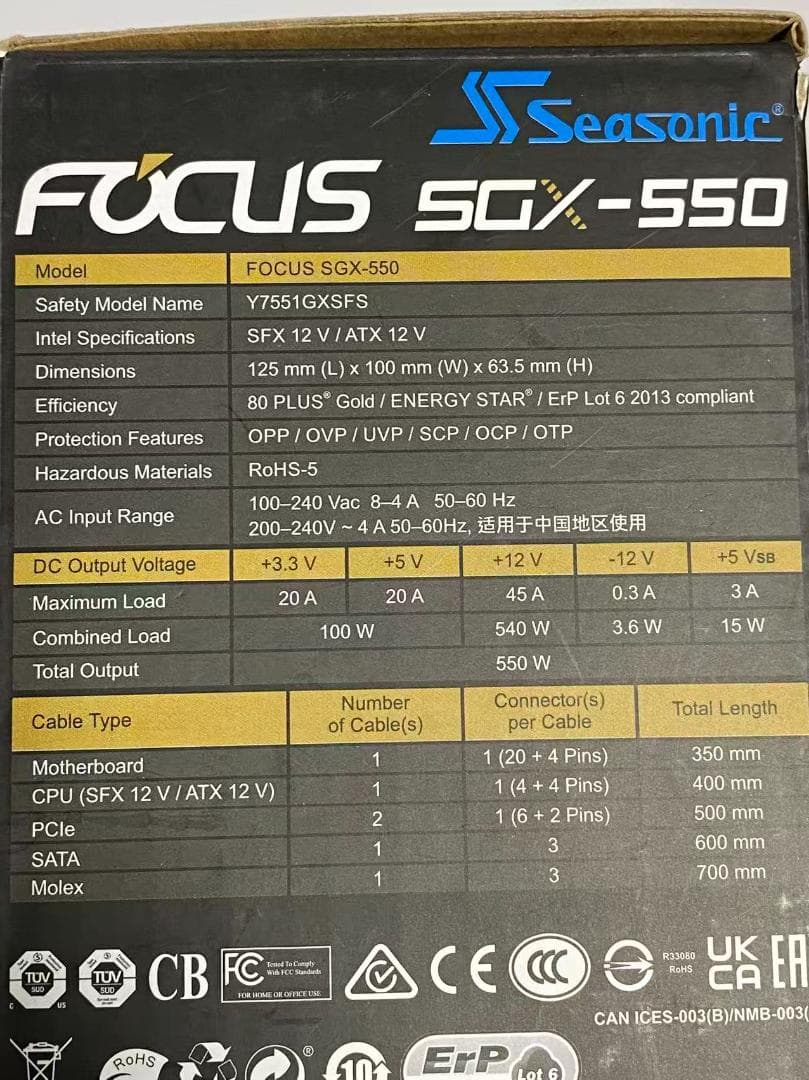 Seasonic®
FOCUS SGX-550
Model FOCUS SGX-550
Safety Model Name Y7551GXSFS
Intel Specifications SFX 12 V / ATX 12 V
Dimensions 125 mm (L) x 100 mm (W) x 63.5 mm (H)
Efficiency 80 PLUS® Gold / ENERGY STAR® / ErP Lot 6 2013 compliant
Protection Features OPP / OVP / UVP / SCP / OCP / OTP
Hazardous Materials RoHS-5
AC Input Range 100–240 Vac 8–4 A 50–60 Hz
200–240V ~ 4 A 50–60Hz, 适用于中国地区使用
DC Output Voltage +3.3 V +5 V +12 V -12 V +5 VSB
Maximum Load 20 A 20 A 45 A 0.3 A 3 A
Combined Load 100 W 540 W 3.6 W 15 W
Total Output 550 W
Cable Type Number of Cable(s) Connector(s) per Cable Total Length
Motherboard 1 1 (20 + 4 Pins) 350 mm
CPU (SFX 12 V / ATX 12 V) 1 1 (4 + 4 Pins) 400 mm
PCIe 2 1 (6 + 2 Pins) 500 mm
SATA 1 3 600 mm
Molex 1 3 700 mm
TÜV SÜD C US
TÜV SÜD
CB
FC Tested To Comply With FCC Standards
FOR HOME OR OFFICE USE
CE
CCC
R33080
RoHS
UK CA
EAC
CAN ICES-003(B)/NMB-003(
RoHS
®
10
ErP Lot 6